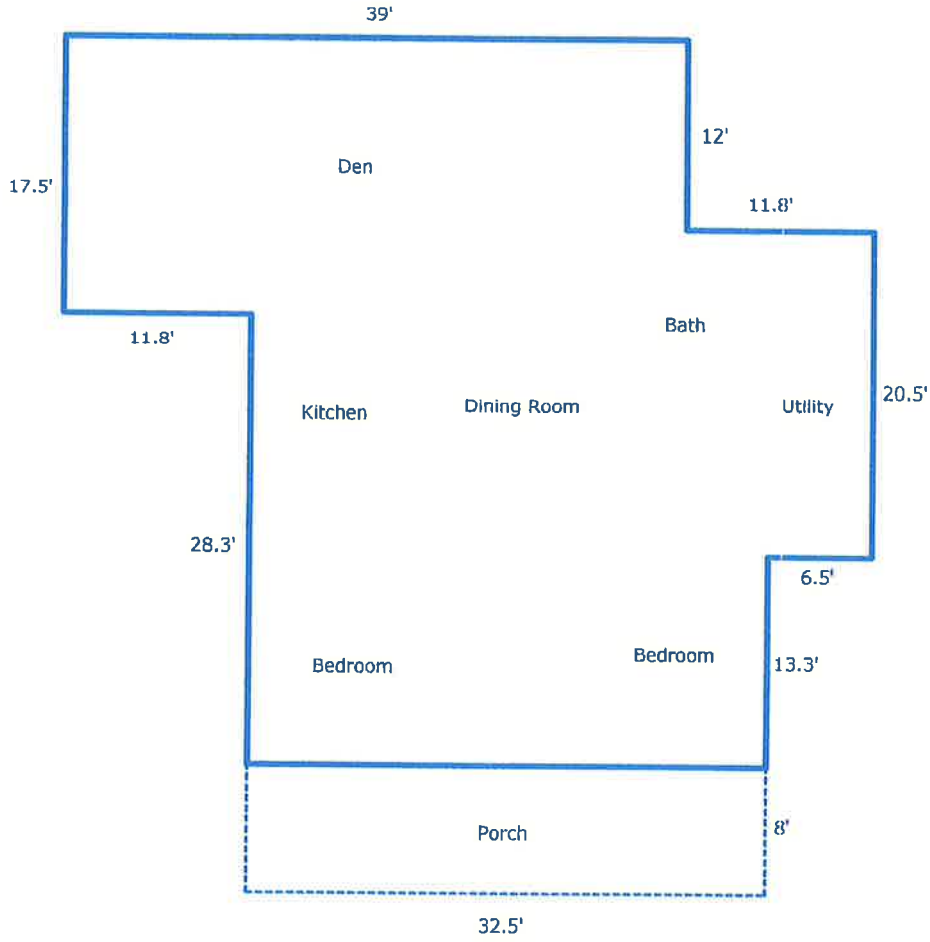 39'
12'
Den
17.5'
11.8'
Bath
11.8'
20.5'
Kitchen
Dining Room
Utility
28.3'
6.5'
Bedroom
Bedroom
13.3'
Porch
8'
32.5'